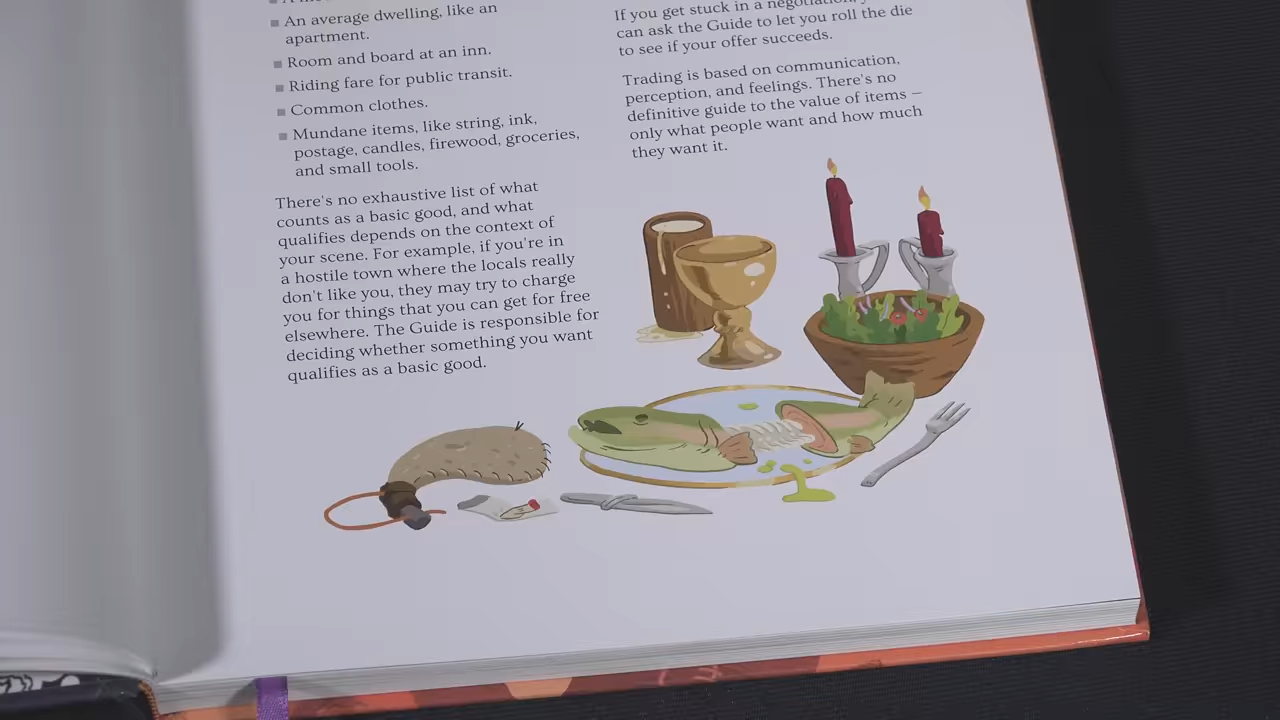 An average dwelling, like an
apartment.
Room and board at an inn.
Riding fare for public transit.
Common clothes.
Mundane items, like string, ink,
postage, candles, firewood, groceries,
and small tools.
There's no exhaustive list of what
counts as a basic good, and what
qualifies depends on the context of
your scene. For example, if you're in
a hostile town where the locals really
don't like you, they may try to charge
you for things that you can get for free
elsewhere. The Guide is responsible for
deciding whether something you want
qualifies as a basic good.
If you get stuck in a negotiation,
can ask the Guide to let you roll the die
to see if your offer succeeds.
Trading is based on communication,
perception, and feelings. There's no
definitive guide to the value of items —
only what people want and how much
they want it.